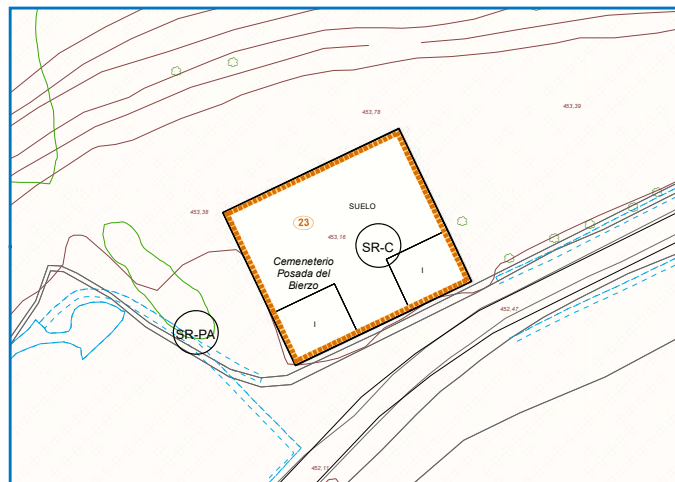 453,78
453,39
453,38
SUELO
23
453,16
SR-C
Cemeneterio
Posada del
Bierzo
I
I
SR-PA
452,47
452,11